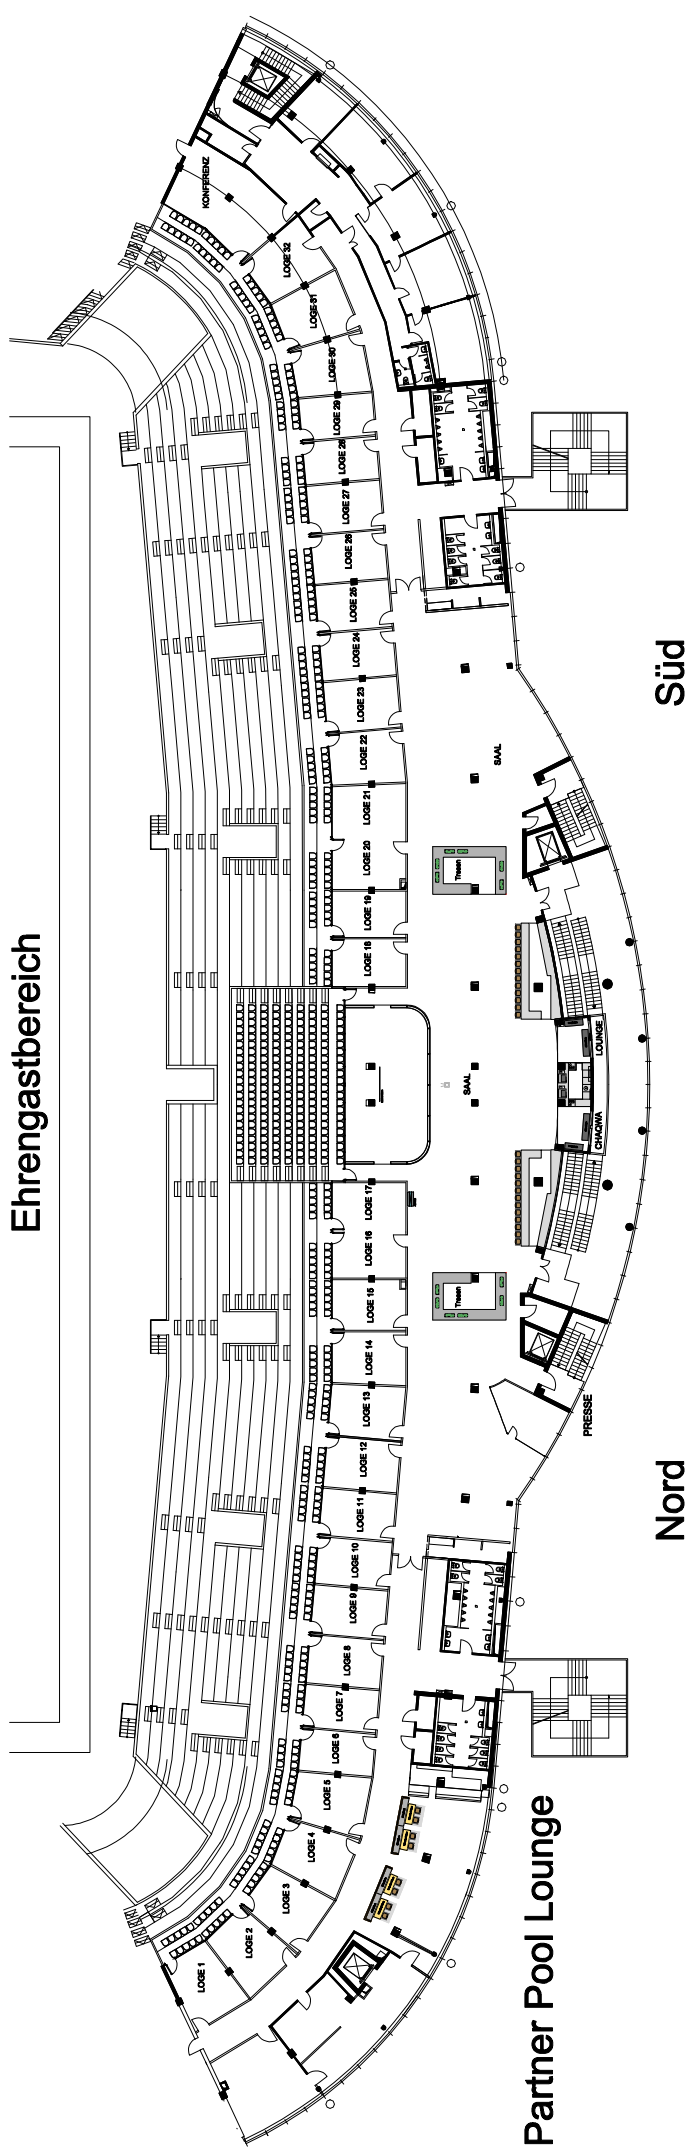 Ehrengastbereich
KONFERENZ
LOGE 32
LOGE 31
LOGE 30
LOGE 29
LOGE 28
LOGE 27
LOGE 26
LOGE 25
LOGE 24
LOGE 23
LOGE 22
LOGE 21
LOGE 20
LOGE 19
LOGE 18
LOGE 17
LOGE 16
LOGE 15
LOGE 14
LOGE 13
LOGE 12
LOGE 11
LOGE 10
LOGE 9
LOGE 8
LOGE 7
LOGE 6
LOGE 5
LOGE 4
LOGE 3
LOGE 2
LOGE 1
SAAL
Tresen
SAAL
CHAQWA LOUNGE
Tresen
PRESSE
Süd
Nord
Partner Pool Lounge